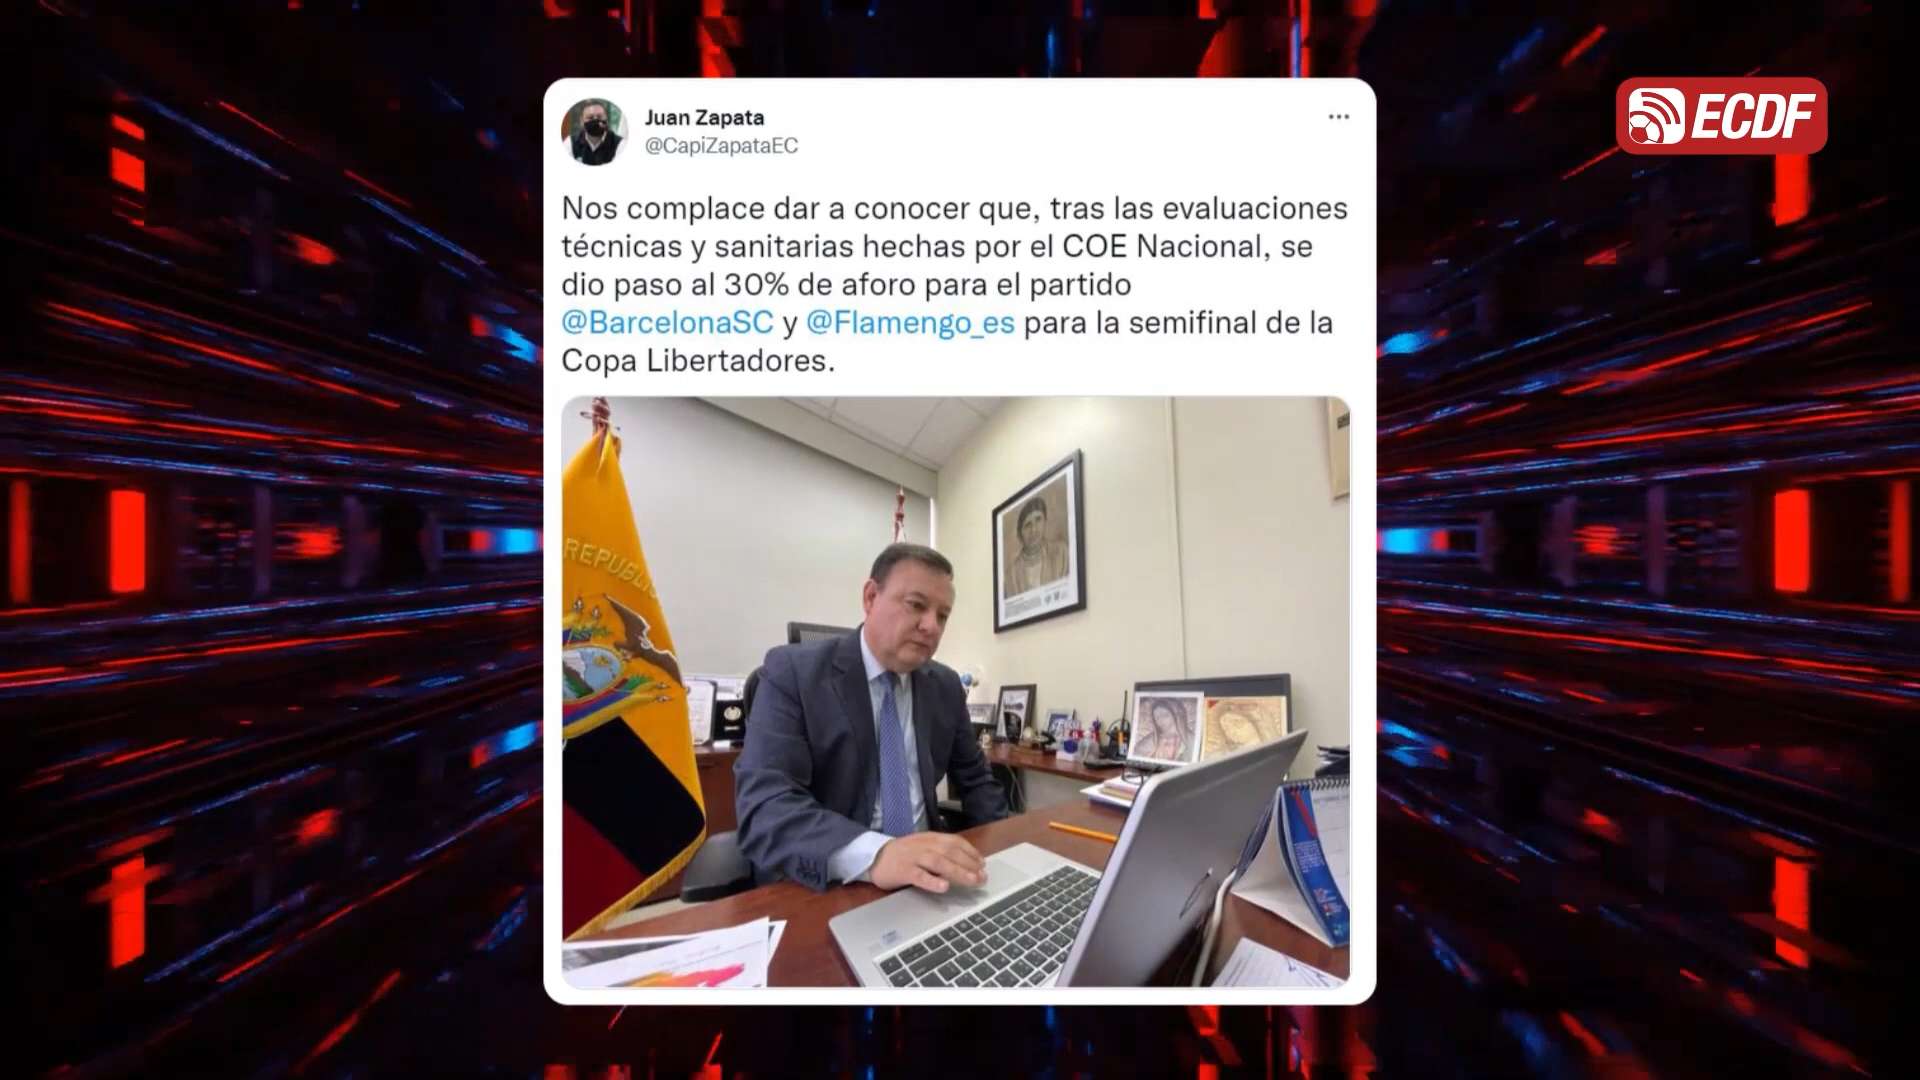 ECDF
Juan Zapata
@CapiZapataEC
Nos complace dar a conocer que, tras las evaluaciones
técnicas y sanitarias hechas por el COE Nacional, se
dio paso al 30% de aforo para el partido
@BarcelonaSC y @Flamengo_es para la semifinal de la
Copa Libertadores.